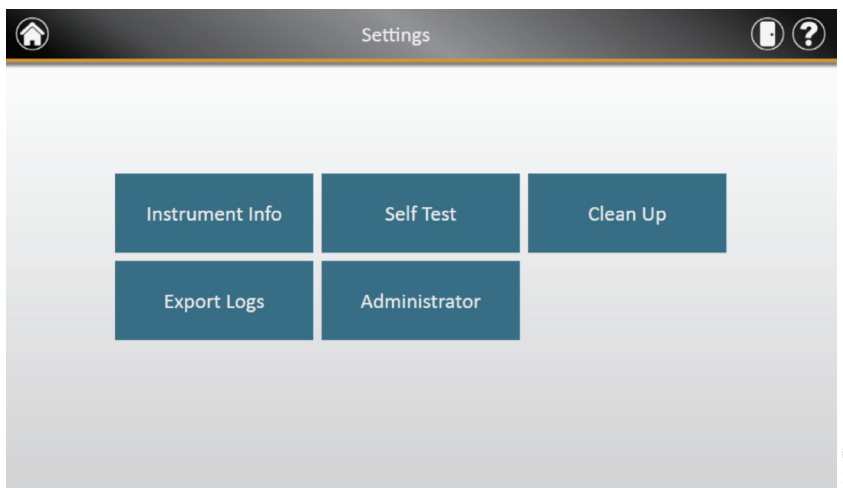 Settings
Instrument Info
Self Test
Clean Up
Export Logs
Administrator